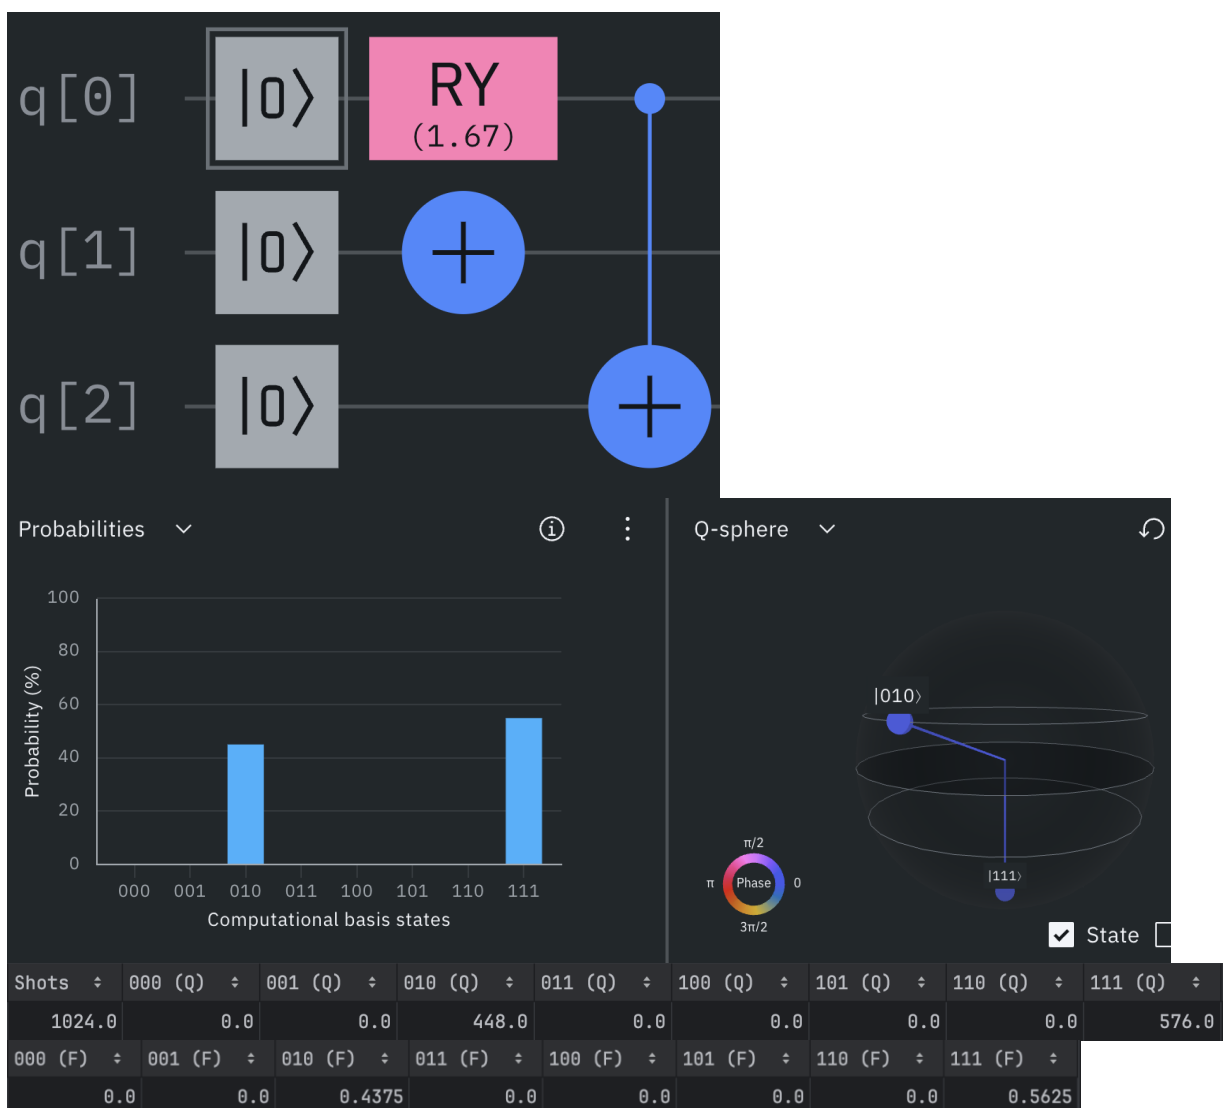 q[0] |0⟩ RY
(1.67)
q[1] |0⟩ +
q[2] |0⟩ +
Probabilities
Q-sphere
100
80
60
40
20
0
Probability (%)
000 001 010 011 100 101 110 111
Computational basis states
|010⟩
|111⟩
π/2
π Phase 0
3π/2
State
Shots 000 (Q) 001 (Q) 010 (Q) 011 (Q) 100 (Q) 101 (Q) 110 (Q) 111 (Q)
1024.0 0.0 0.0 448.0 0.0 0.0 0.0 0.0 576.0
000 (F) 001 (F) 010 (F) 011 (F) 100 (F) 101 (F) 110 (F) 111 (F)
0.0 0.0 0.4375 0.0 0.0 0.0 0.0 0.5625